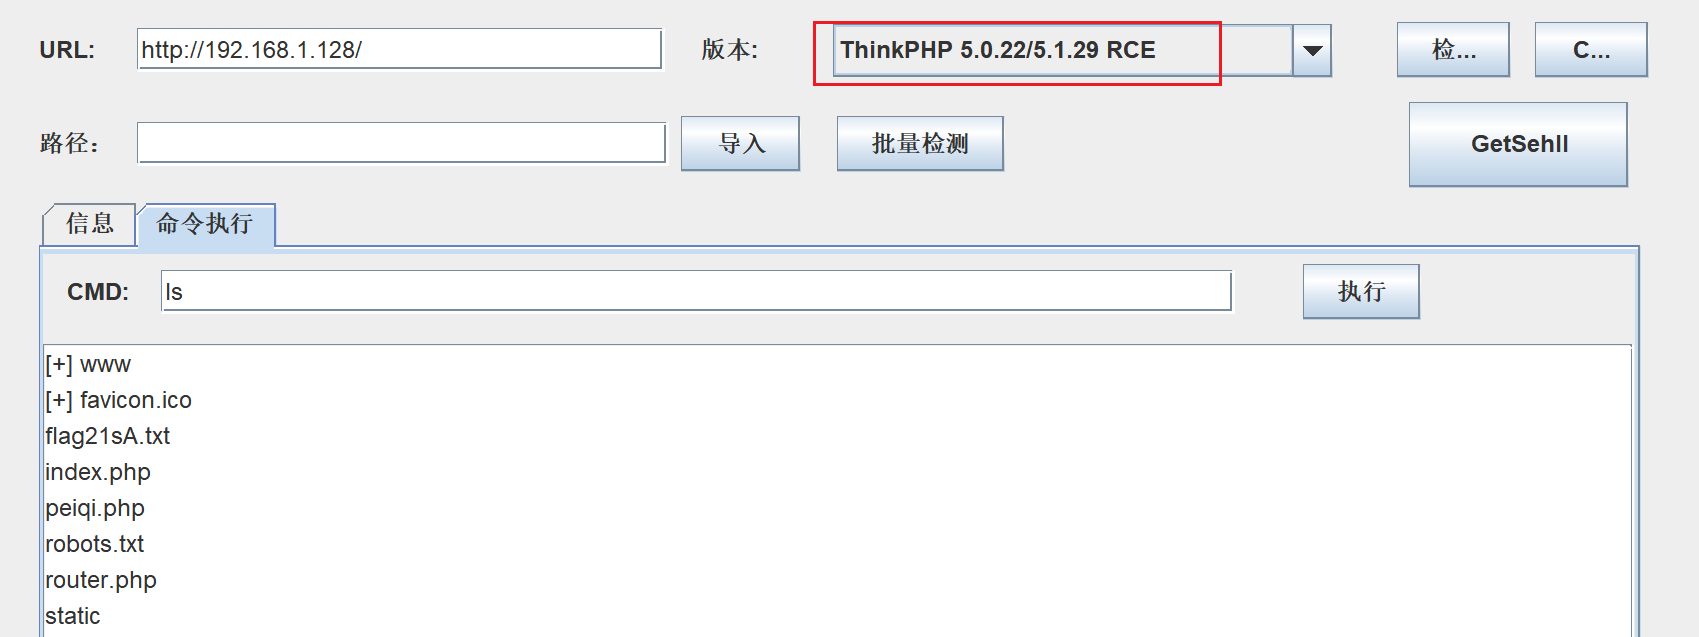 URL: http://192.168.1.128/ 版本: ThinkPHP 5.0.22/5.1.29 RCE 检... C...
路径: 导入 批量检测 GetSehll
信息 命令执行
CMD: ls 执行
[+] www
[+] favicon.ico
flag21sA.txt
index.php
peiqi.php
robots.txt
router.php
static